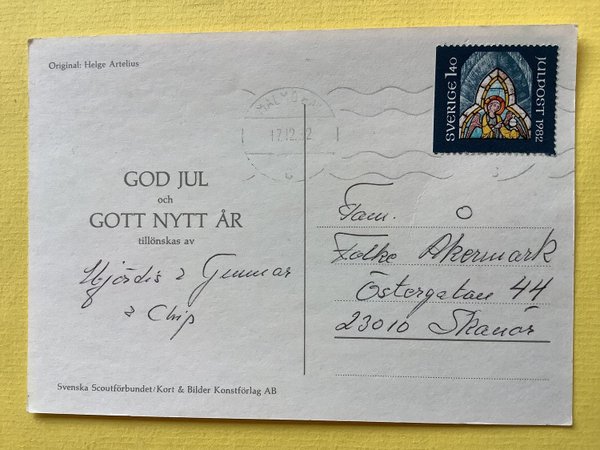 Original: Helge Artelius
SVERIGE 1.40
JULPOST 1982
MALMÖ
17.12.82
GOD JUL
och
GOTT NYTT ÅR
tillönskas av
Hjördis & Gunnar
& Chip
Fam.
Folke Åkermark
Östergatan 44
23010 Skanör
Svenska Scoutförbundet/Kort & Bilder Konstförlag AB